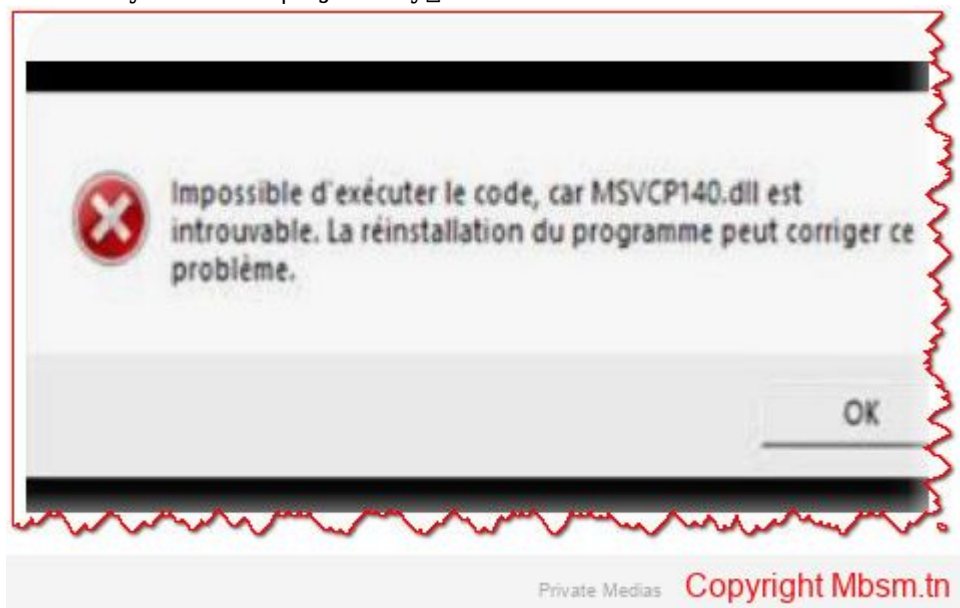 Impossible d'exécuter le code, car MSVCP140.dll est
introuvable. La réinstallation du programme peut corriger ce
problème.
OK
Private Medias Copyright Mbsm.tn